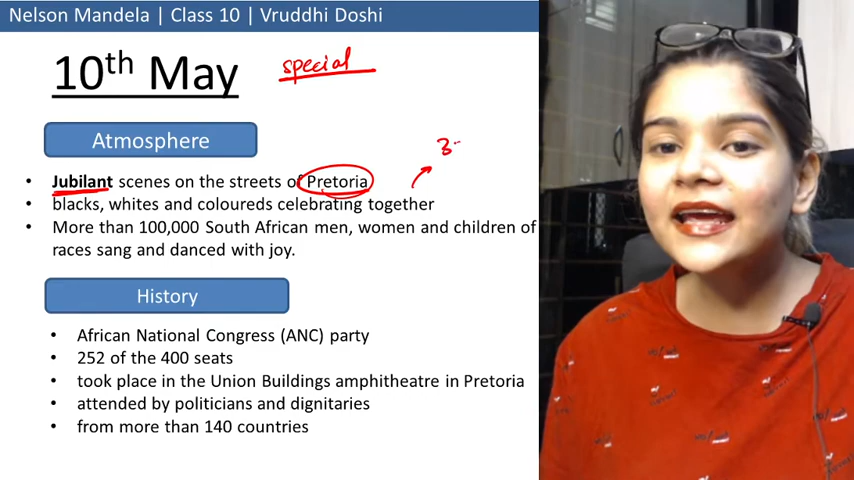 Nelson Mandela | Class 10 | Vruddhi Doshi
10th May special
Atmosphere
• Jubilant scenes on the streets of Pretoria
• blacks, whites and coloureds celebrating together
• More than 100,000 South African men, women and children of
races sang and danced with joy.
History
• African National Congress (ANC) party
• 252 of the 400 seats
• took place in the Union Buildings amphitheatre in Pretoria
• attended by politicians and dignitaries
• from more than 140 countries